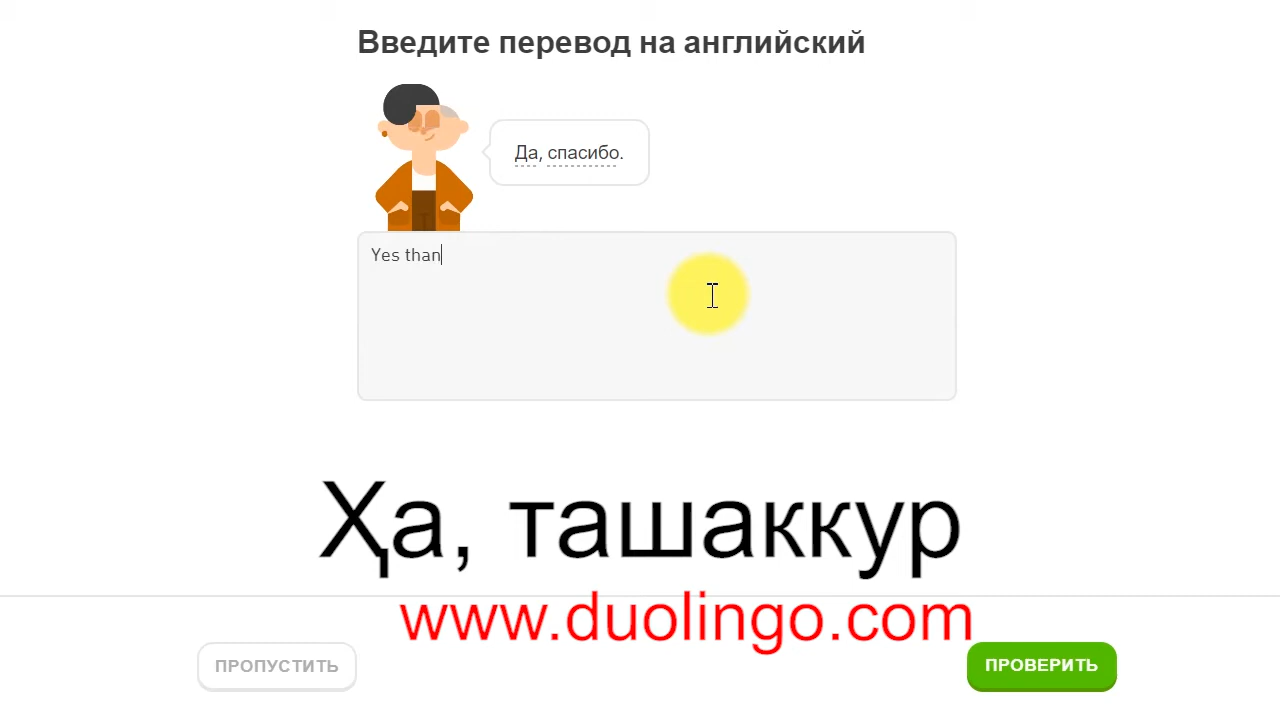 Введите перевод на английский
Да, спасибо.
Yes than
Ҳа, ташаккур
www.duolingo.com
ПРОПУСТИТЬ
ПРОВЕРИТЬ